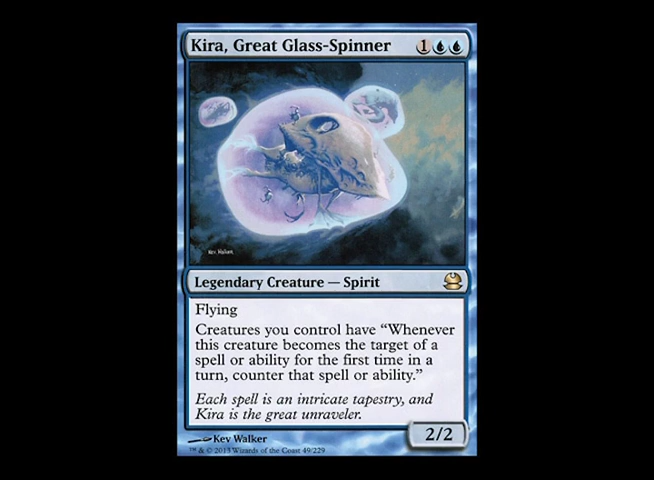 Kira, Great Glass-Spinner 1
Kev Walker
Legendary Creature — Spirit
Flying
Creatures you control have “Whenever
this creature becomes the target of a
spell or ability for the first time in a
turn, counter that spell or ability.”
Each spell is an intricate tapestry, and
Kira is the great unraveler.
2/2
Kev Walker
™ & © 2013 Wizards of the Coast 49/229